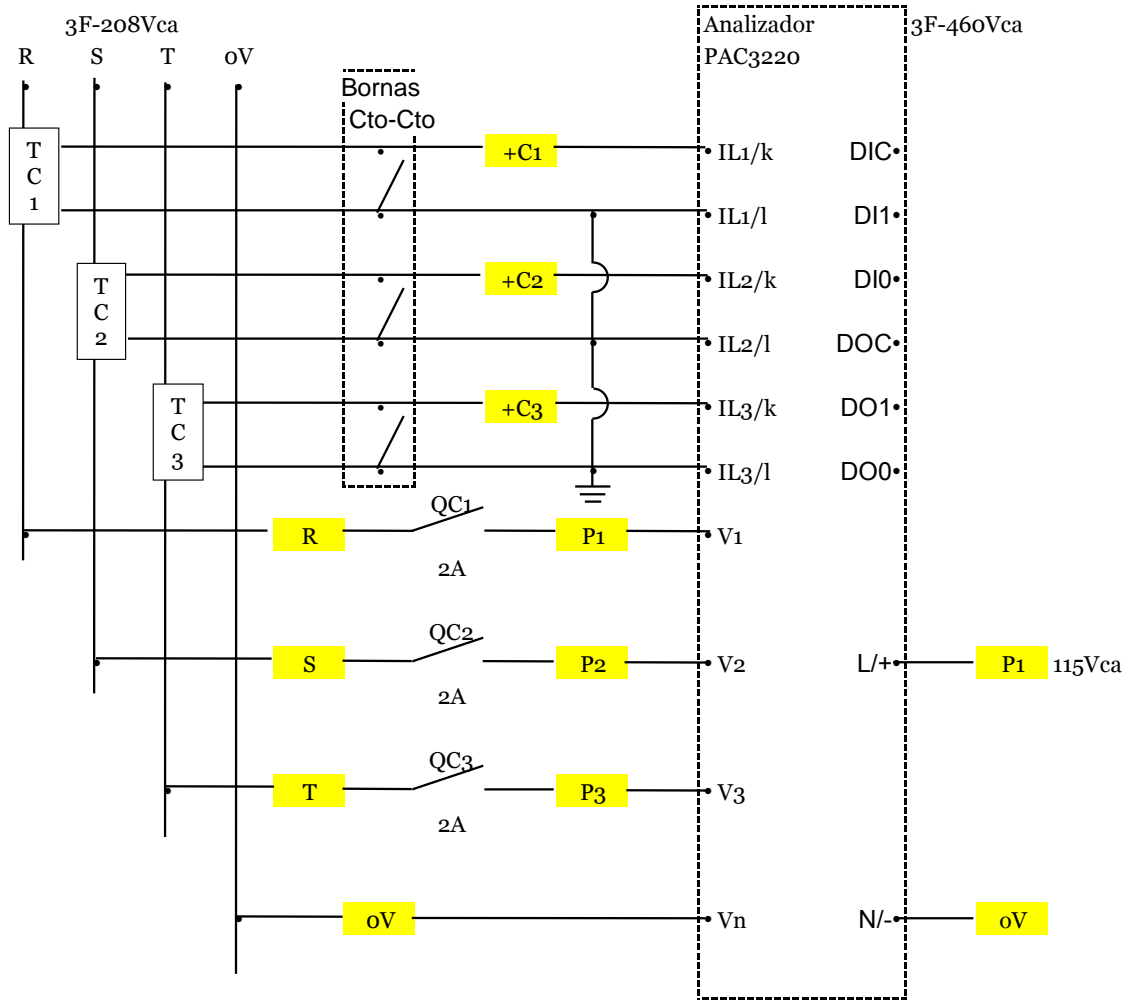 3F-208Vca
Analizador
3F-460Vca
R S T 0V
PAC3220
Bornas
Cto-Cto
T
C
1
+C1
IL1/k
DIC
IL1/l
DI1
T
C
2
+C2
IL2/k
DI0
IL2/l
DOC
T
C
3
+C3
IL3/k
DO1
IL3/l
DO0
R
QC1
2A
P1
V1
S
QC2
2A
P2
V2
L/+
P1
115Vca
T
QC3
2A
P3
V3
0V
Vn
N/-
0V